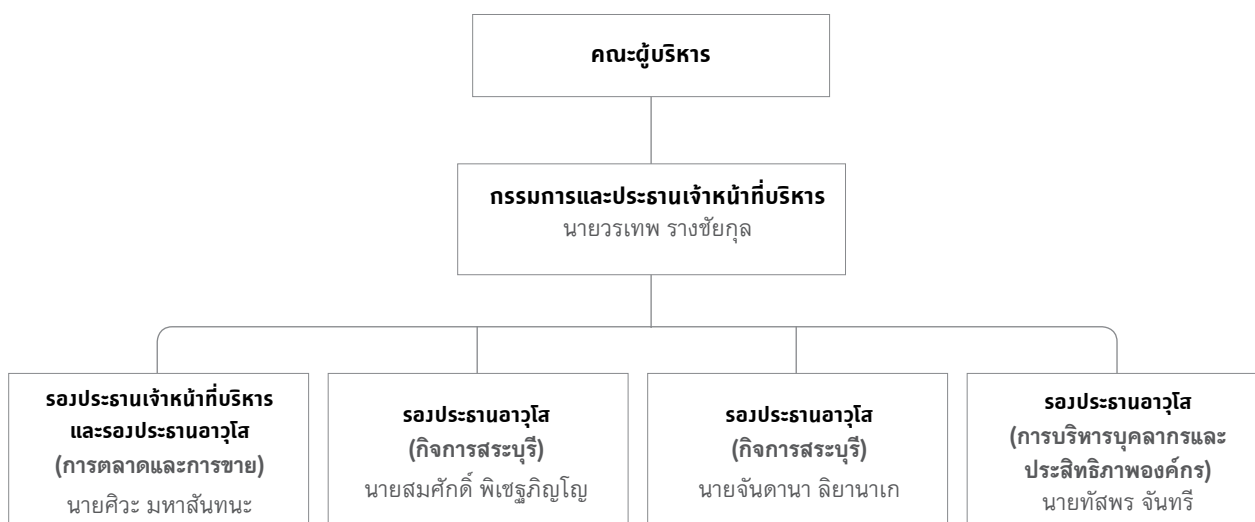 คณะผู้บริหาร
กรรมการและประธานเจ้าหน้าที่บริหาร
นายวรเทพ รางชัยกุล
รองประธานเจ้าหน้าที่บริหาร
และรองประธานอาวุโส
(การตลาดและการขาย)
นายศิวะ มหาสันทนะ
รองประธานอาวุโส
(กิจการสระบุรี)
นายสมศักดิ์ พิเชฐภิญโญ
รองประธานอาวุโส
(กิจการสระบุรี)
นายจันดานา ลิยานาเก
รองประธานอาวุโส
(การบริหารบุคลากรและ
ประสิทธิภาพองค์กร)
นายทัสพร จันทรี